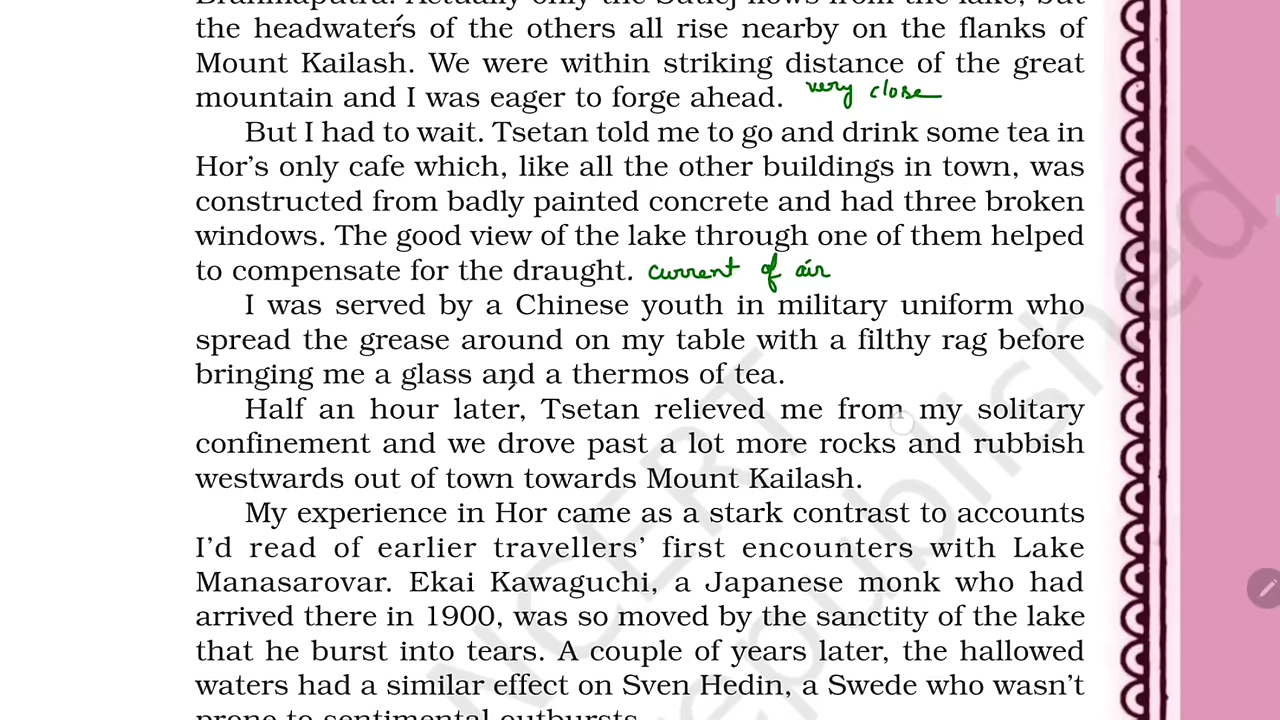 Brahmaputra. Actually only the Sutlej flows from the lake, but
the headwaters of the others all rise nearby on the flanks of
Mount Kailash. We were within striking distance of the great
mountain and I was eager to forge ahead. very close
But I had to wait. Tsetan told me to go and drink some tea in
Hor's only cafe which, like all the other buildings in town, was
constructed from badly painted concrete and had three broken
windows. The good view of the lake through one of them helped
to compensate for the draught. current of air
I was served by a Chinese youth in military uniform who
spread the grease around on my table with a filthy rag before
bringing me a glass and a thermos of tea.
Half an hour later, Tsetan relieved me from my solitary
confinement and we drove past a lot more rocks and rubbish
westwards out of town towards Mount Kailash.
My experience in Hor came as a stark contrast to accounts
I'd read of earlier travellers' first encounters with Lake
Manasarovar. Ekai Kawaguchi, a Japanese monk who had
arrived there in 1900, was so moved by the sanctity of the lake
that he burst into tears. A couple of years later, the hallowed
waters had a similar effect on Sven Hedin, a Swede who wasn't
prone to sentimental outbursts.
NCERT
republished